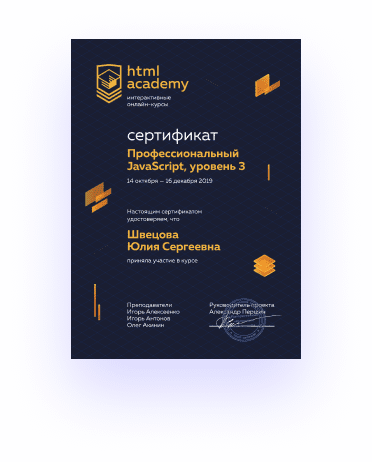 html
academy
интерактивные
онлайн-курсы
сертификат
Профессиональный
JavaScript, уровень 3
14 октября — 16 декабря 2019
Настоящим сертификатом
удостоверяем, что
Швецова
Юлия Сергеевна
приняла участие в курсе
Преподаватели
Игорь Алексеенко
Игорь Антонов
Олег Акинин
Руководитель проекта
Александр Першин